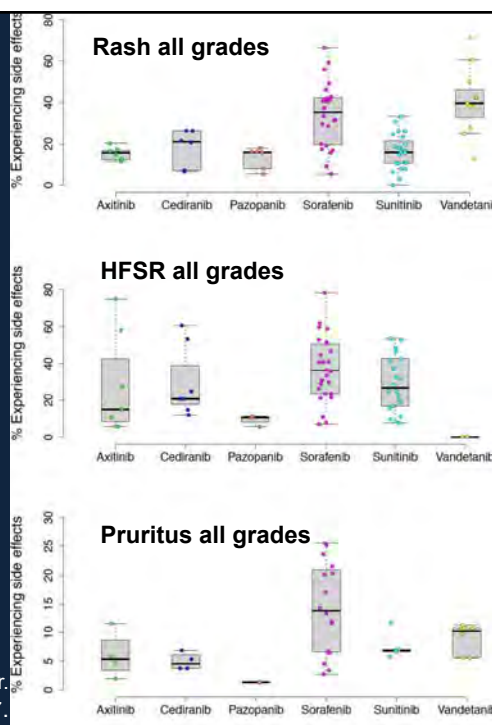 Rash all grades
% Experiencing side effects
80
60
40
20
0
Axitinib Cediranib Pazopanib Sorafenib Sunitinib Vandetanib
HFSR all grades
% Experiencing side effects
80
60
40
20
0
Axitinib Cediranib Pazopanib Sorafenib Sunitinib Vandetanib
Pruritus all grades
% Experiencing side effects
30
25
20
15
10
5
0
Axitinib Cediranib Pazopanib Sorafenib Sunitinib Vandetanib
r.